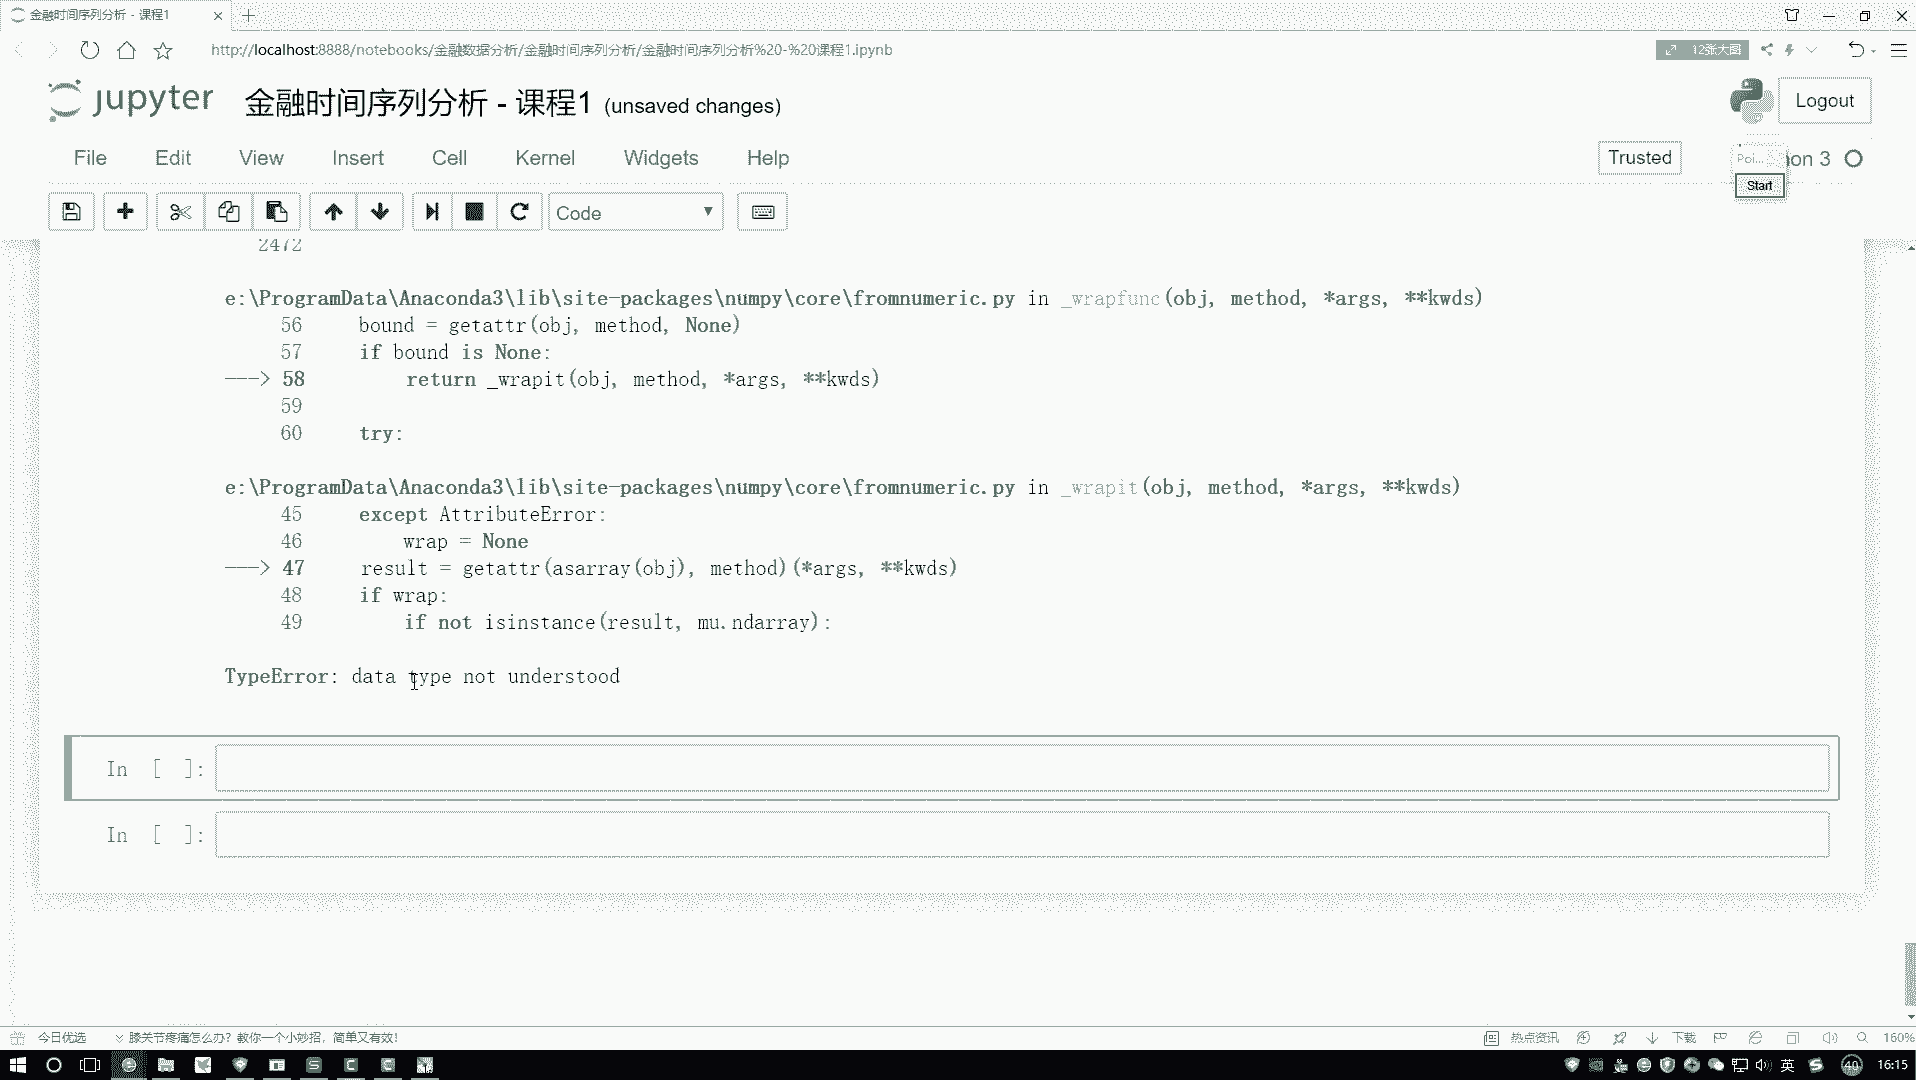 金融时间序列分析 - 课程1
http://localhost:8888/notebooks/金融数据分析/金融时间序列分析/金融时间序列分析%20-%20课程1.ipynb
12张大图
jupyter 金融时间序列分析 - 课程1 (unsaved changes)
Logout
File Edit View Insert Cell Kernel Widgets Help
Trusted
Poi... on 3
Start
Code
2472
e:\ProgramData\Anaconda3\lib\site-packages\numpy\core\fromnumeric.py in _wrapfunc(obj, method, *args, **kwds)
56 bound = getattr(obj, method, None)
57 if bound is None:
---> 58 return _wrapit(obj, method, *args, **kwds)
59
60 try:
e:\ProgramData\Anaconda3\lib\site-packages\numpy\core\fromnumeric.py in _wrapit(obj, method, *args, **kwds)
45 except AttributeError:
46 wrap = None
---> 47 result = getattr(asarray(obj), method)(*args, **kwds)
48 if wrap:
49 if not isinstance(result, mu.ndarray):
TypeError: data type not understood
In [ ]:
In [ ]:
今日优选 膝关节疼痛怎么办？教你一个小妙招，简单又有效！
热点资讯 下载 160%
英 40 16:15